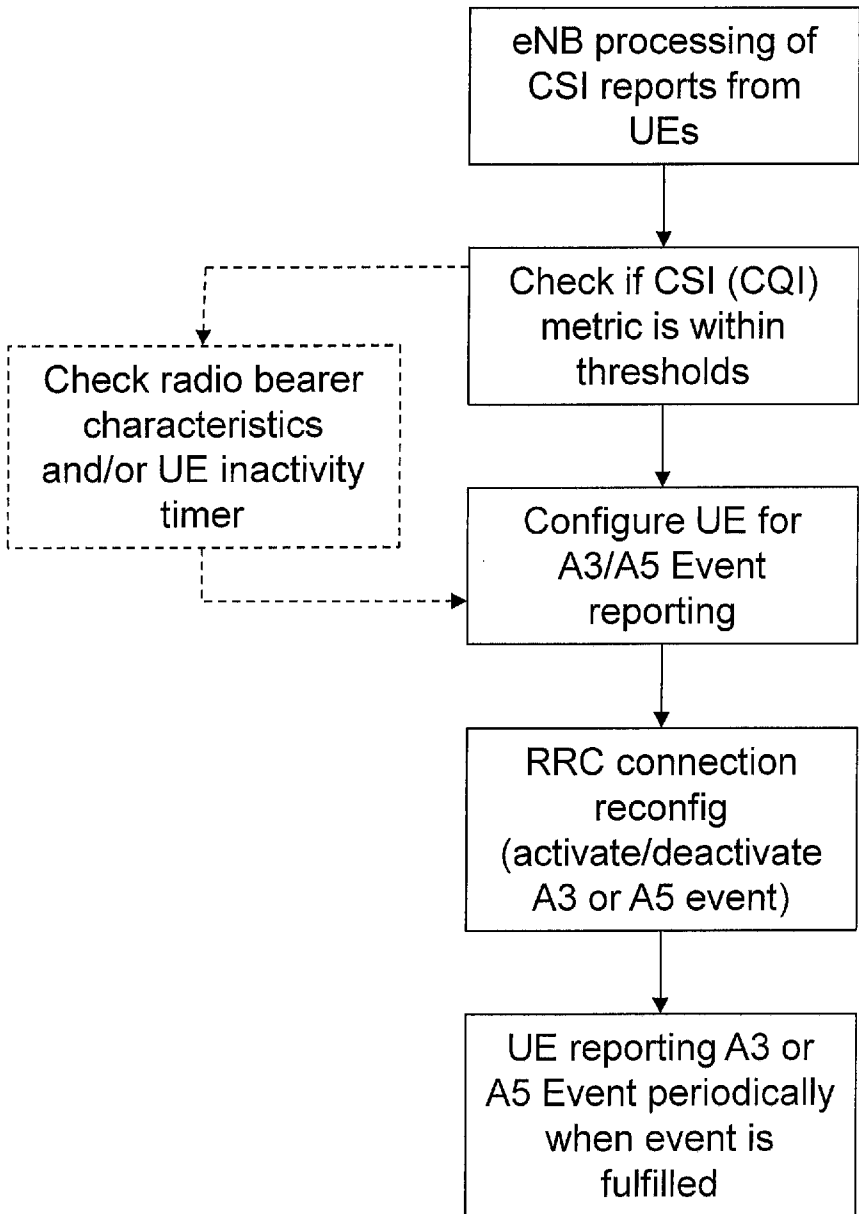 eNB processing of
CSI reports from
UEs
Check if CSI (CQI)
metric is within
thresholds
Check radio bearer
characteristics
and/or UE inactivity
timer
Configure UE for
A3/A5 Event
reporting
RRC connection
reconfig
(activate/deactivate
A3 or A5 event)
UE reporting A3 or
A5 Event periodically
when event is
fulfilled